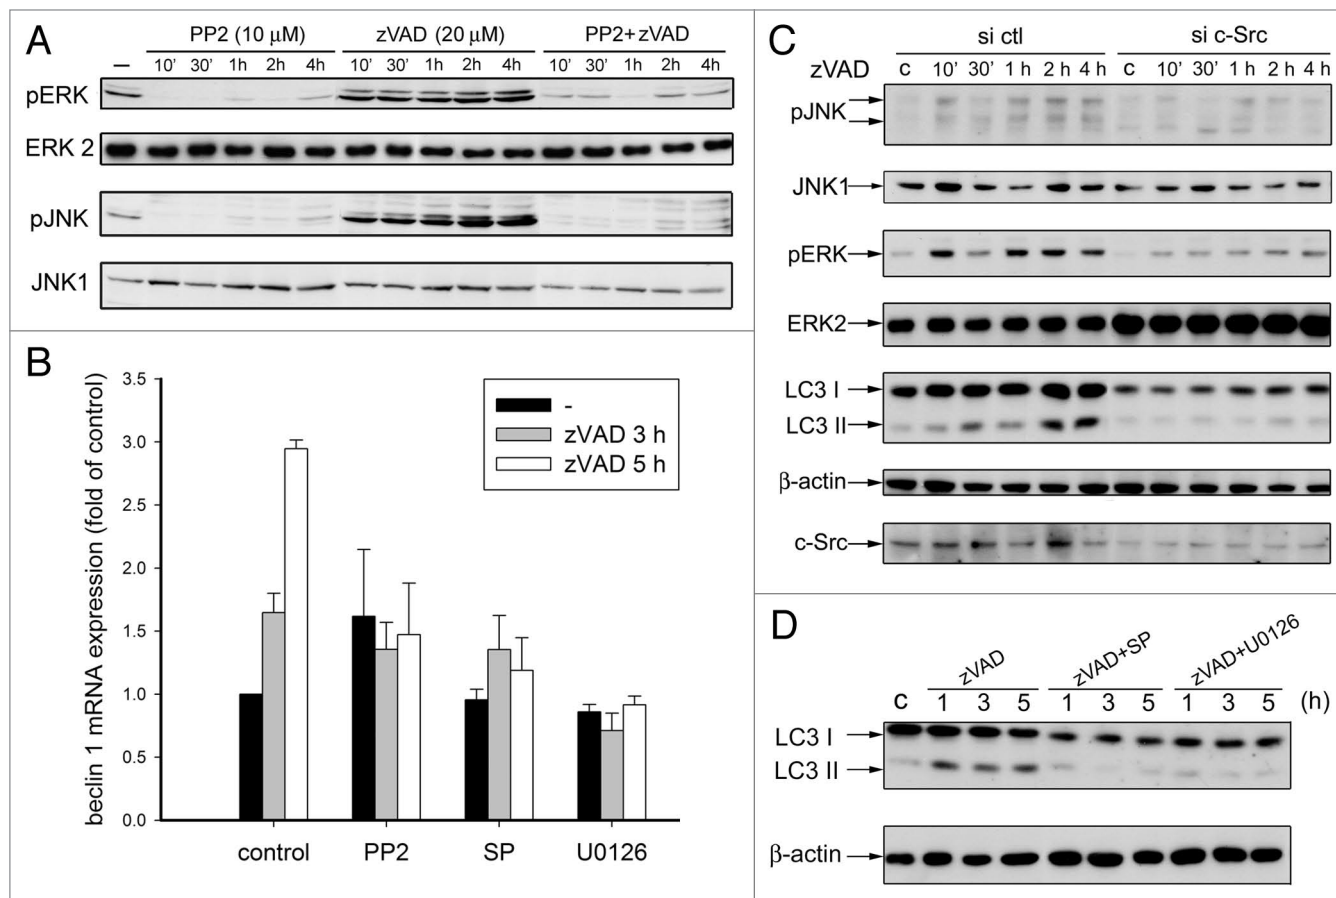 A
PP2 (10 μM) zVAD (20 μM) PP2+zVAD
– 10’ 30’ 1h 2h 4h 10’ 30’ 1h 2h 4h 10’ 30’ 1h 2h 4h
pERK
ERK 2
pJNK
JNK1
B
beclin 1 mRNA expression (fold of control)
3.5
3.0
2.5
2.0
1.5
1.0
0.5
0.0
-
zVAD 3 h
zVAD 5 h
control PP2 SP U0126
C
si ctl si c-Src
zVAD c 10’ 30’ 1 h 2 h 4 h c 10’ 30’ 1 h 2 h 4 h
pJNK
JNK1
pERK
ERK2
LC3 I
LC3 II
β-actin
c-Src
D
zVAD zVAD+SP zVAD+U0126
c 1 3 5 1 3 5 1 3 5 (h)
LC3 I
LC3 II
β-actin